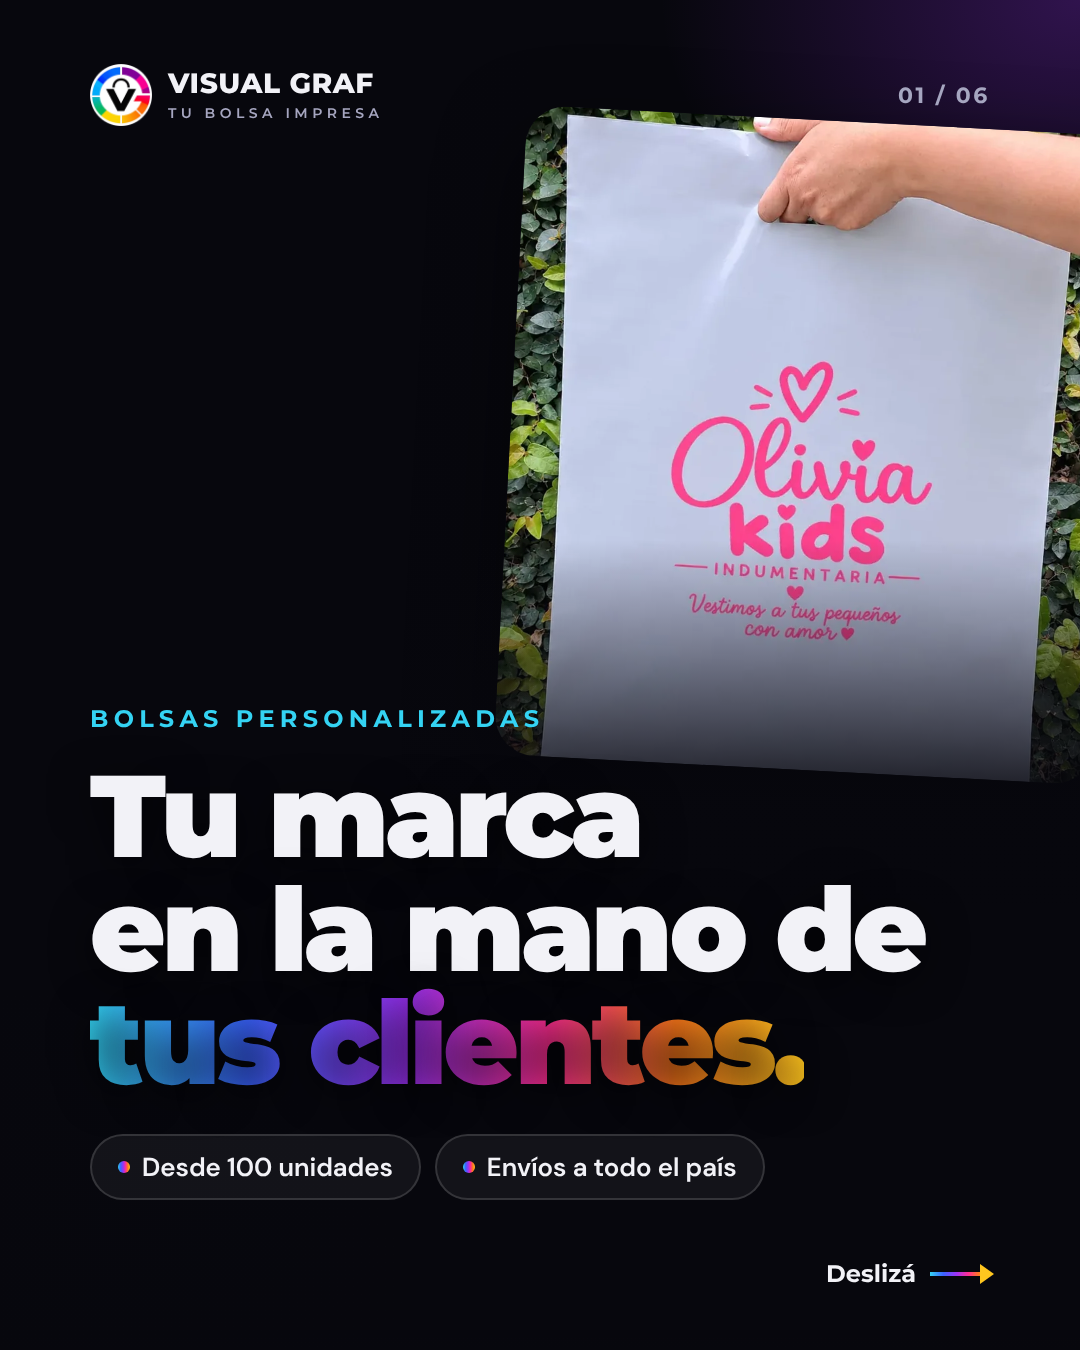 VISUAL GRAF
TU BOLSA IMPRESA
01 / 06
Olivia
kids
INDUMENTARIA
Vestimos a tus pequeños
con amor
BOLSAS PERSONALIZADAS
Tu marca
en la mano de
tus clientes.
Desde 100 unidades
Envíos a todo el país
Deslizá